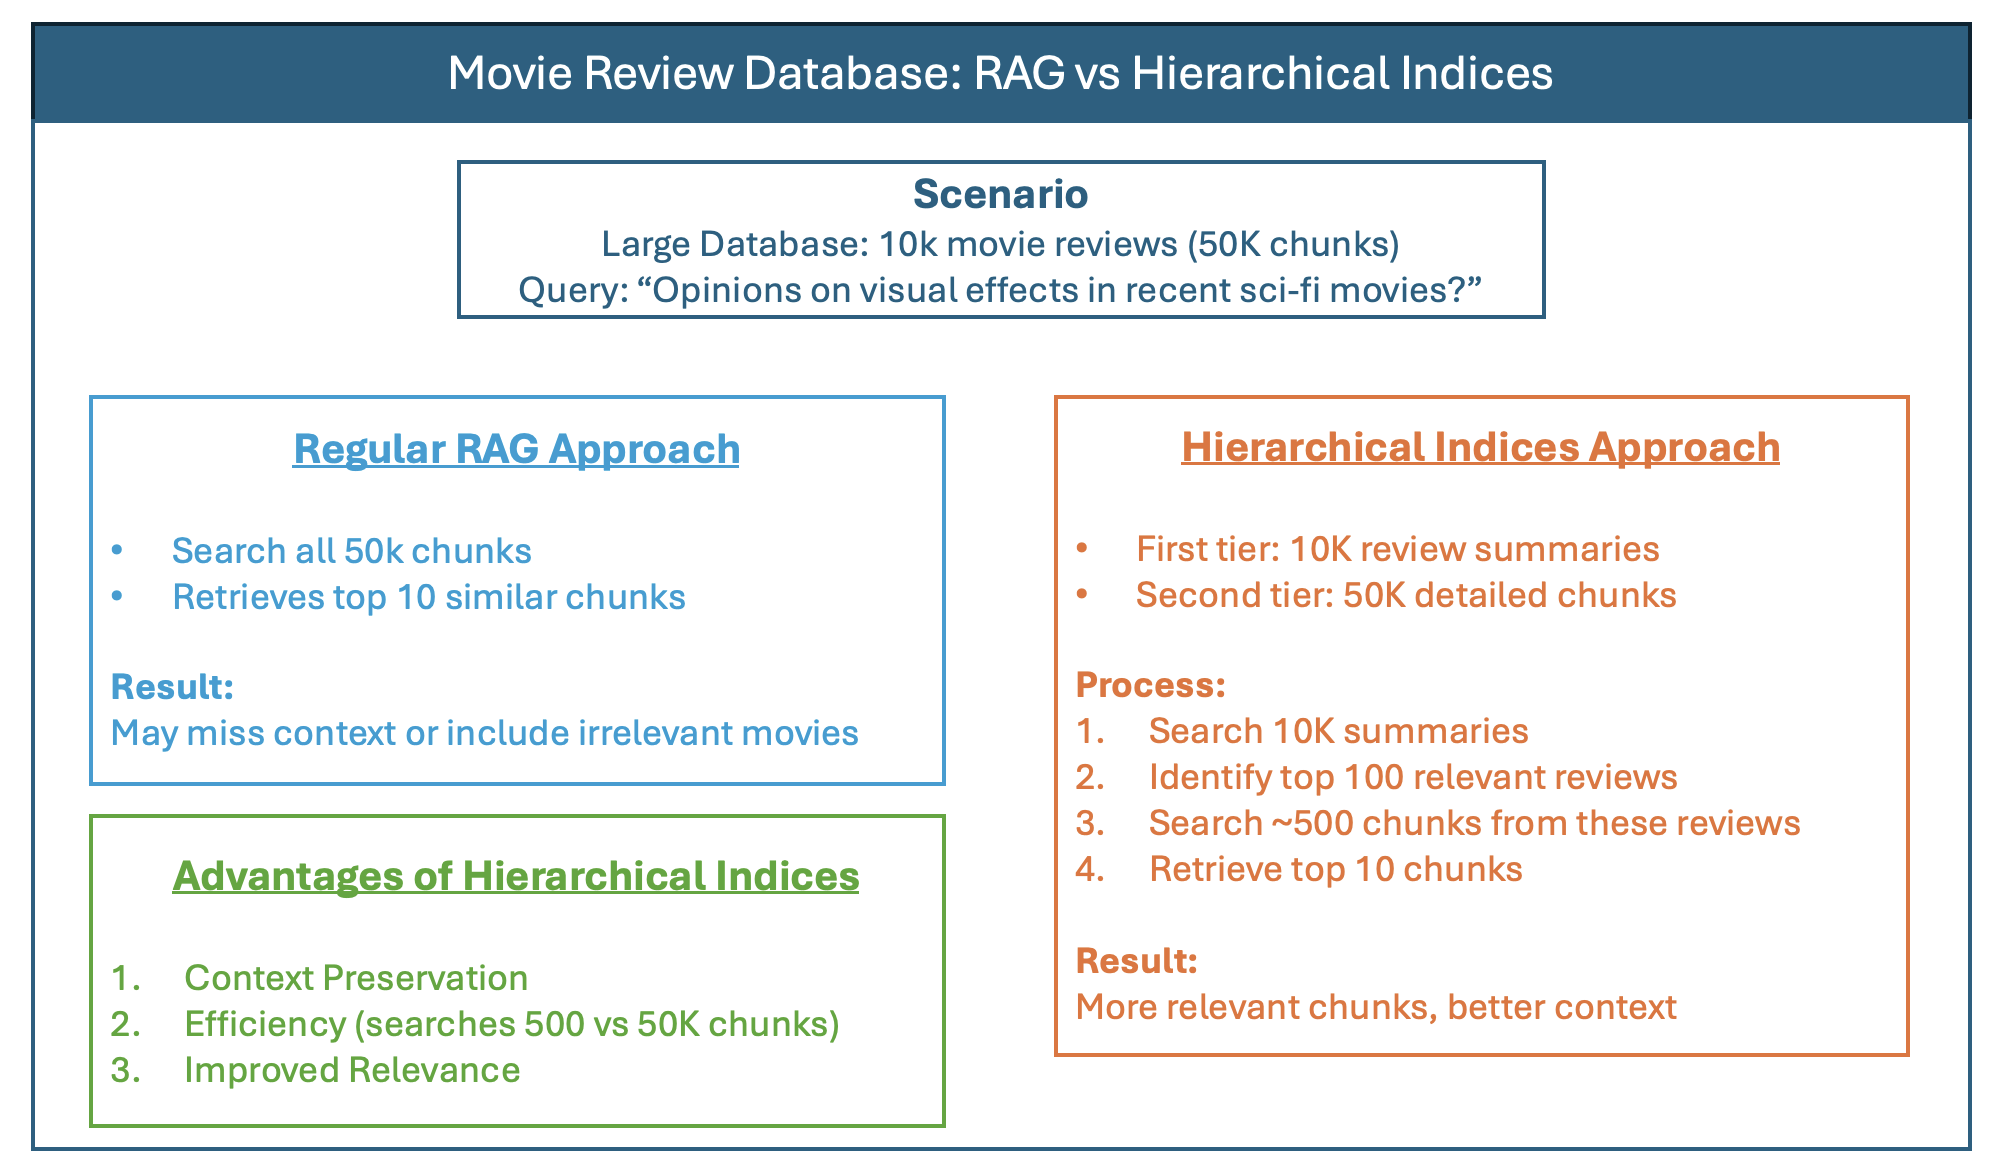 Movie Review Database: RAG vs Hierarchical Indices
Scenario
Large Database: 10k movie reviews (50K chunks)
Query: “Opinions on visual effects in recent sci-fi movies?”
Regular RAG Approach
• Search all 50k chunks
• Retrieves top 10 similar chunks
Result:
May miss context or include irrelevant movies
Advantages of Hierarchical Indices
1. Context Preservation
2. Efficiency (searches 500 vs 50K chunks)
3. Improved Relevance
Hierarchical Indices Approach
• First tier: 10K review summaries
• Second tier: 50K detailed chunks
Process:
1. Search 10K summaries
2. Identify top 100 relevant reviews
3. Search ~500 chunks from these reviews
4. Retrieve top 10 chunks
Result:
More relevant chunks, better context